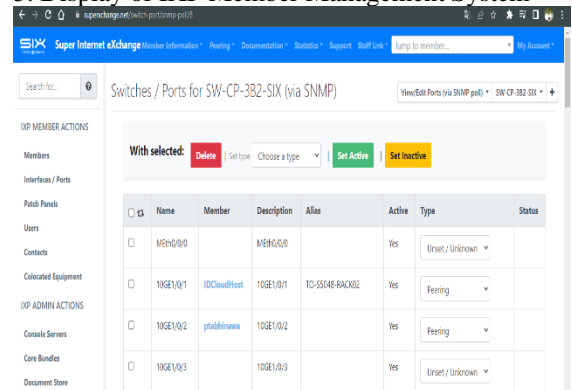 3. Display of IXP Member Management System
superxchange.net/switch-port/snmp-poll/8
SIX Super Internet eXchange Member Information Peering Documentation Statistics Support Staff Link Jump to member... My Account
Search for...
Switches / Ports for SW-CP-3B2-SIX (via SNMP)
View/Edit Ports (via SNMP poll) SW-CP-3B2-SIX +
IXP MEMBER ACTIONS
Members
Interfaces / Ports
Patch Panels
Users
Contacts
Colocated Equipment
IXP ADMIN ACTIONS
Console Servers
Core Bundles
Document Store
With selected: Delete | Set type Choose a type | Set Active | Set Inactive
Name Member Description Alias Active Type Status
MEth0/0/0 MEth0/0/0 Yes Unset / Unknown
10GE1/0/1 IDCloudHost 10GE1/0/1 TO-SS048-RACK02 Yes Peering
10GE1/0/2 ptabhinawa 10GE1/0/2 Yes Peering
10GE1/0/3 10GE1/0/3 Yes Unset / Unknown